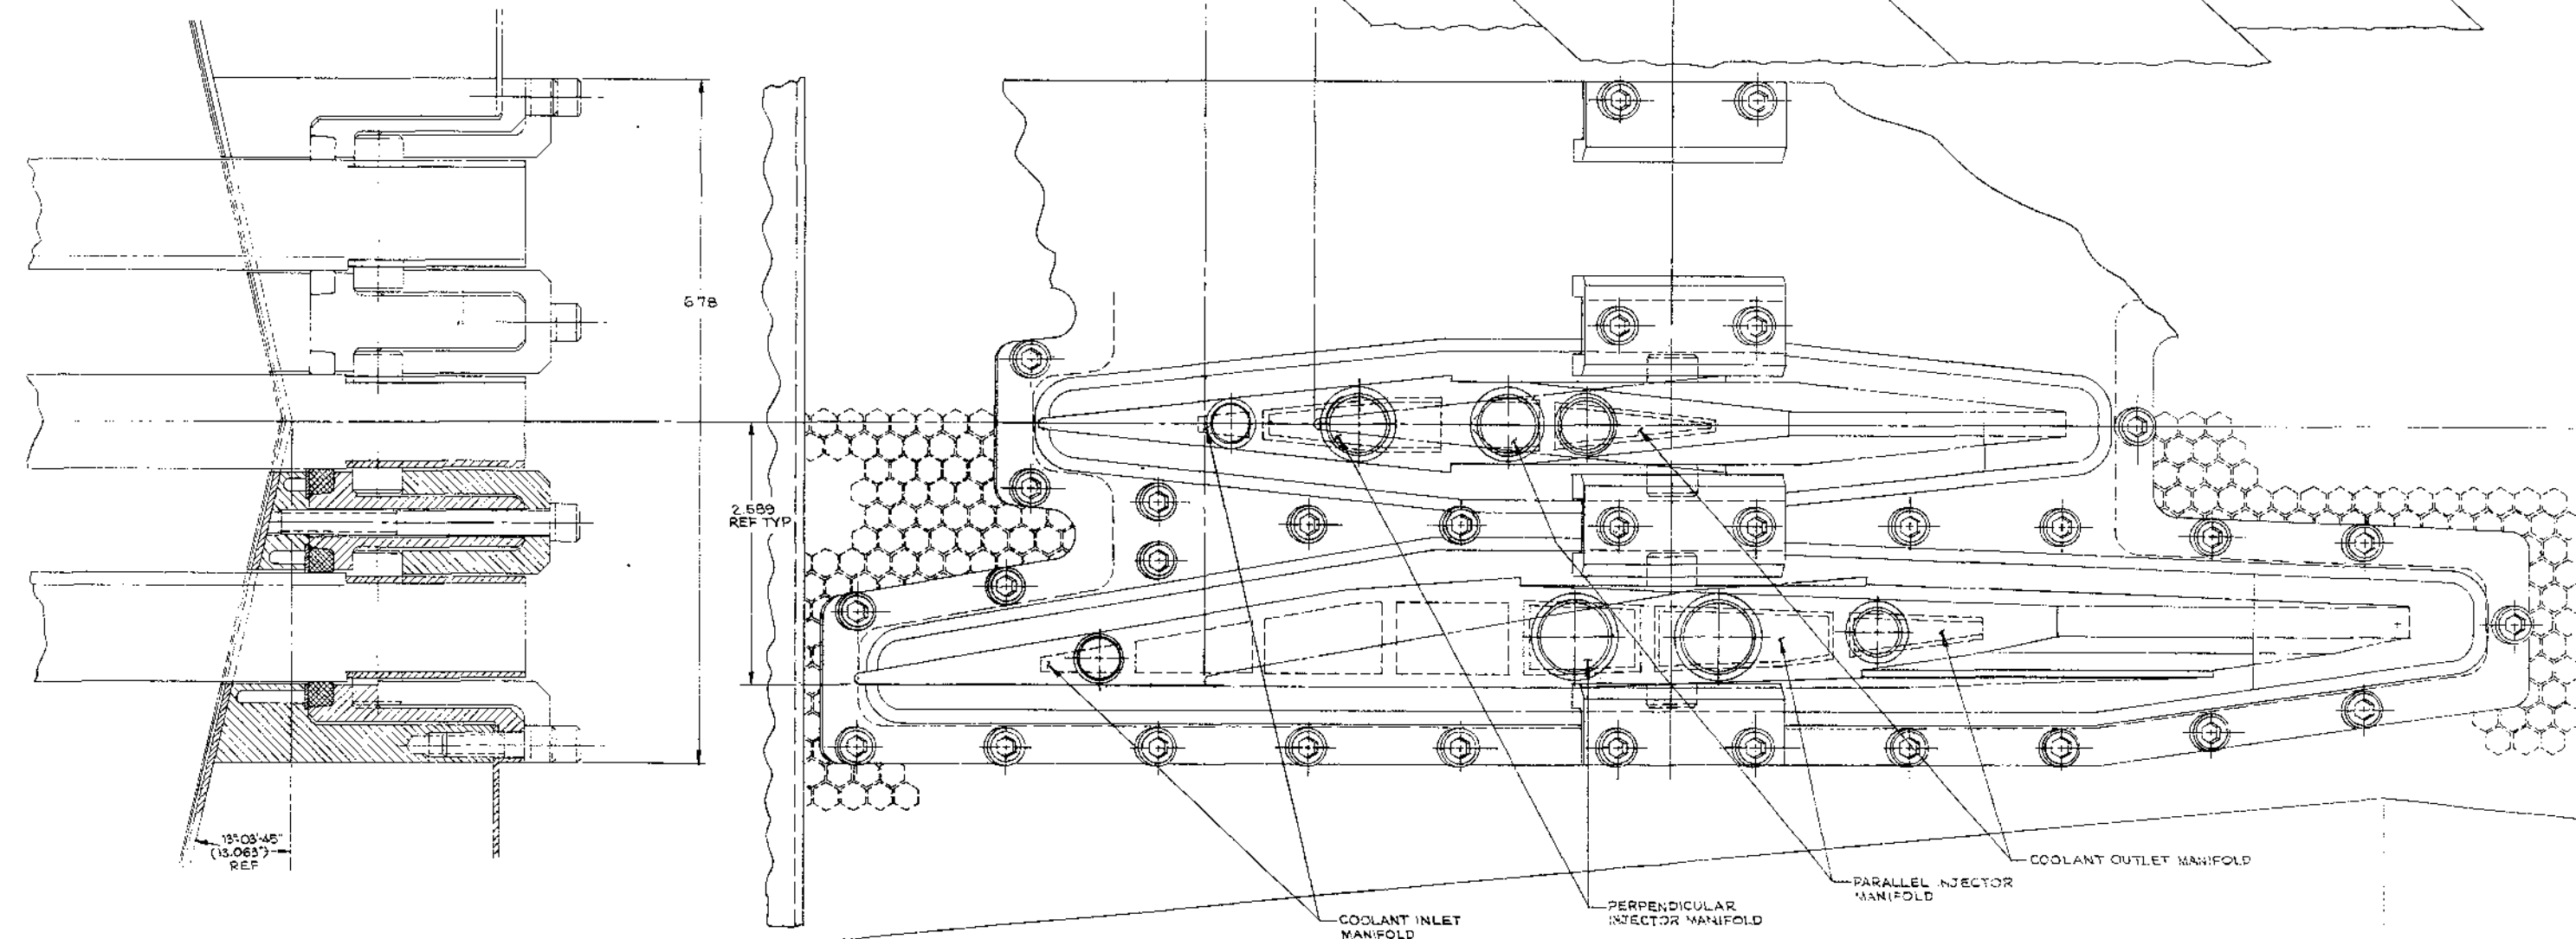 6.78
2.589
REF TYP
13°03'45"
(13.063°)
REF
COOLANT INLET
MANIFOLD
PERPENDICULAR
INJECTOR MANIFOLD
PARALLEL INJECTOR
MANIFOLD
COOLANT OUTLET MANIFOLD